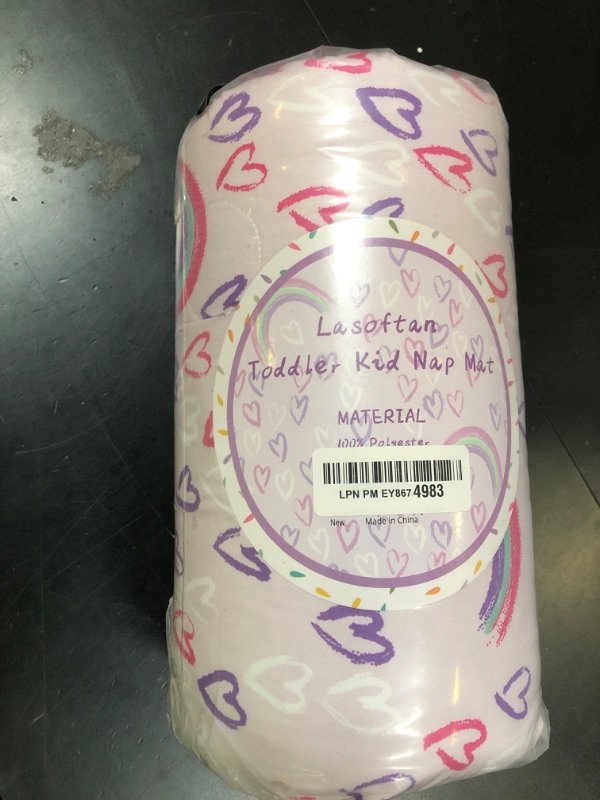 Lasoftan
Toddler Kid Nap Mat
MATERIAL
100% Polyester
LPN PM EY867 4983
New Made in China